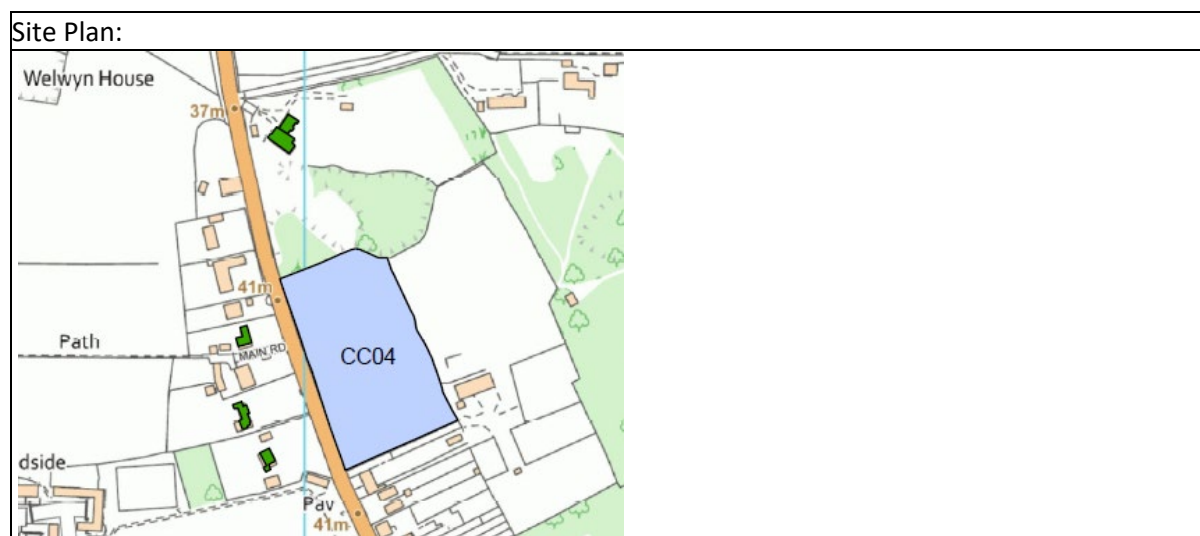 Site Plan:
Welwyn House
37m
41m
Path
MAIN RD
CC04
dside
Pav
41m